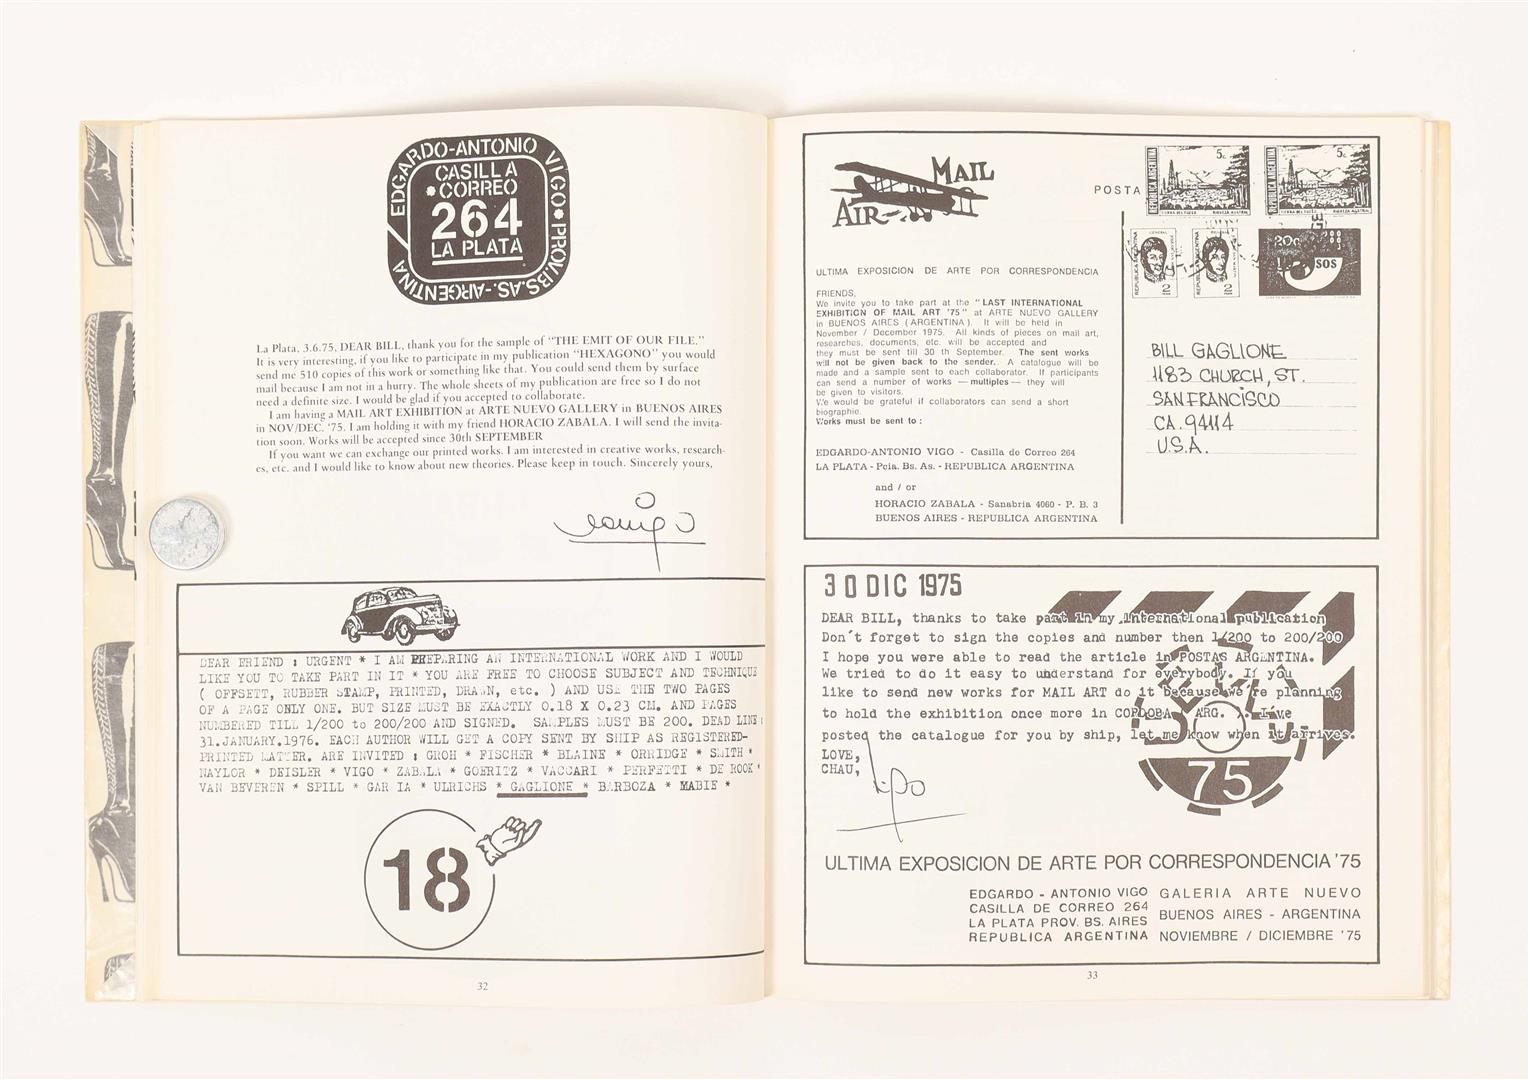 EDGARDO-ANTONIO VIGO * PROV.BS.AS.-ARGENTINA /
CASILLA
*CORREO
264
LA PLATA
La Plata, 3.6.75, DEAR BILL, thank you for the sample of "THE EMIT OF OUR FILE."
It is very interesting, if you like to participate in my publication "HEXAGONO" you would
send me 510 copies of this work or something like that. You could send them by surface
mail because I am not in a hurry. The whole sheets of my publication are free so I do not
need a definite size. I would be glad if you accepted to collaborate.
I am having a MAIL ART EXHIBITION at ARTE NUEVO GALLERY in BUENOS AIRES
in NOV/DEC. '75. I am holding it with my friend HORACIO ZABALA. I will send the invita-
tion soon. Works will be accepted since 30th SEPTEMBER
If you want we can exchange our printed works. I am interested in creative works, research-
es, etc. and I would like to know about new theories. Please keep in touch. Sincerely yours,
DEAR FRIEND : URGENT * I AM PREPARING AN INTERNATIONAL WORK AND I WOULD
LIKE YOU TO TAKE PART IN IT * YOU ARE FREE TO CHOOSE SUBJECT AND TECHNIQUE
( OFFSETT, RUBBER STAMP, PRINTED, DRAWN, etc. ) AND USE THE TWO PAGES
OF A PAGE ONLY ONE. BUT SIZE MUST BE EXACTLY 0.18 X 0.23 CM. AND PAGES
NUMBERED TILL 1/200 to 200/200 AND SIGNED. SAMPLES MUST BE 200. DEAD LINE:
31.JANUARY.1976. EACH AUTHOR WILL GET A COPY SENT BY SHIP AS REGISTERED-
PRINTED MATTER. ARE INVITED : GROH * FISCHER * BLAINE * ORRIDGE * SMITH *
NAYLOR * DEISLER * VIGO * ZABALA * GOERITZ * VACCARI * PERFETTI * DE ROOK *
VAN BEVEREN * SPILL * GAR IA * ULRICHS * GAGLIONE * BARBOZA * MABIE *
18
32
MAIL
AIR
POSTA
REPUBLICA ARGENTINA
5c.
TIERRA DEL FUEGO RIQUEZA AUSTRAL
REPUBLICA ARGENTINA
5c.
TIERRA DEL FUEGO RIQUEZA AUSTRAL
REPUBLICA ARGENTINA
GENERAL
2
REPUBLICA ARGENTINA
2
20c
SOS
ULTIMA EXPOSICION DE ARTE POR CORRESPONDENCIA
FRIENDS,
We invite you to take part at the "LAST INTERNATIONAL
EXHIBITION OF MAIL ART '75" at ARTE NUEVO GALLERY
in BUENOS AIRES (ARGENTINA). It will be held in
November / December 1975. All kinds of pieces on mail art,
researches, documents, etc. will be accepted and
they must be sent till 30 th September. The sent works
will not be given back to the sender. A catalogue will be
made and a sample sent to each collaborator. If participants
can send a number of works — multiples — they will
be given to visitors.
We would be grateful if collaborators can send a short
biographie.
Works must be sent to :
EDGARDO-ANTONIO VIGO - Casilla de Correo 264
LA PLATA - Pcia. Bs. As. - REPUBLICA ARGENTINA
and / or
HORACIO ZABALA - Sanabria 4060 - P. B. 3
BUENOS AIRES - REPUBLICA ARGENTINA
BILL GAGLIONE
1183 CHURCH, ST.
SAN FRANCISCO
CA. 94114
U.S.A.
30 DIC 1975
DEAR BILL, thanks to take part in my international publication
Don't forget to sign the copies and number then 1/200 to 200/200
I hope you were able to read the article in POSTAS ARGENTINA.
We tried to do it easy to understand for everybody. If you
like to send new works for MAIL ART do it because we're planning
to hold the exhibition once more in CORDOBA ( ARG. ). I've
posted the catalogue for you by ship, let me know when it arrives.
LOVE,
CHAU,
75
ULTIMA EXPOSICION DE ARTE POR CORRESPONDENCIA '75
EDGARDO - ANTONIO VIGO
CASILLA DE CORREO 264
LA PLATA PROV. BS. AIRES
REPUBLICA ARGENTINA
GALERIA ARTE NUEVO
BUENOS AIRES - ARGENTINA
NOVIEMBRE / DICIEMBRE '75
33